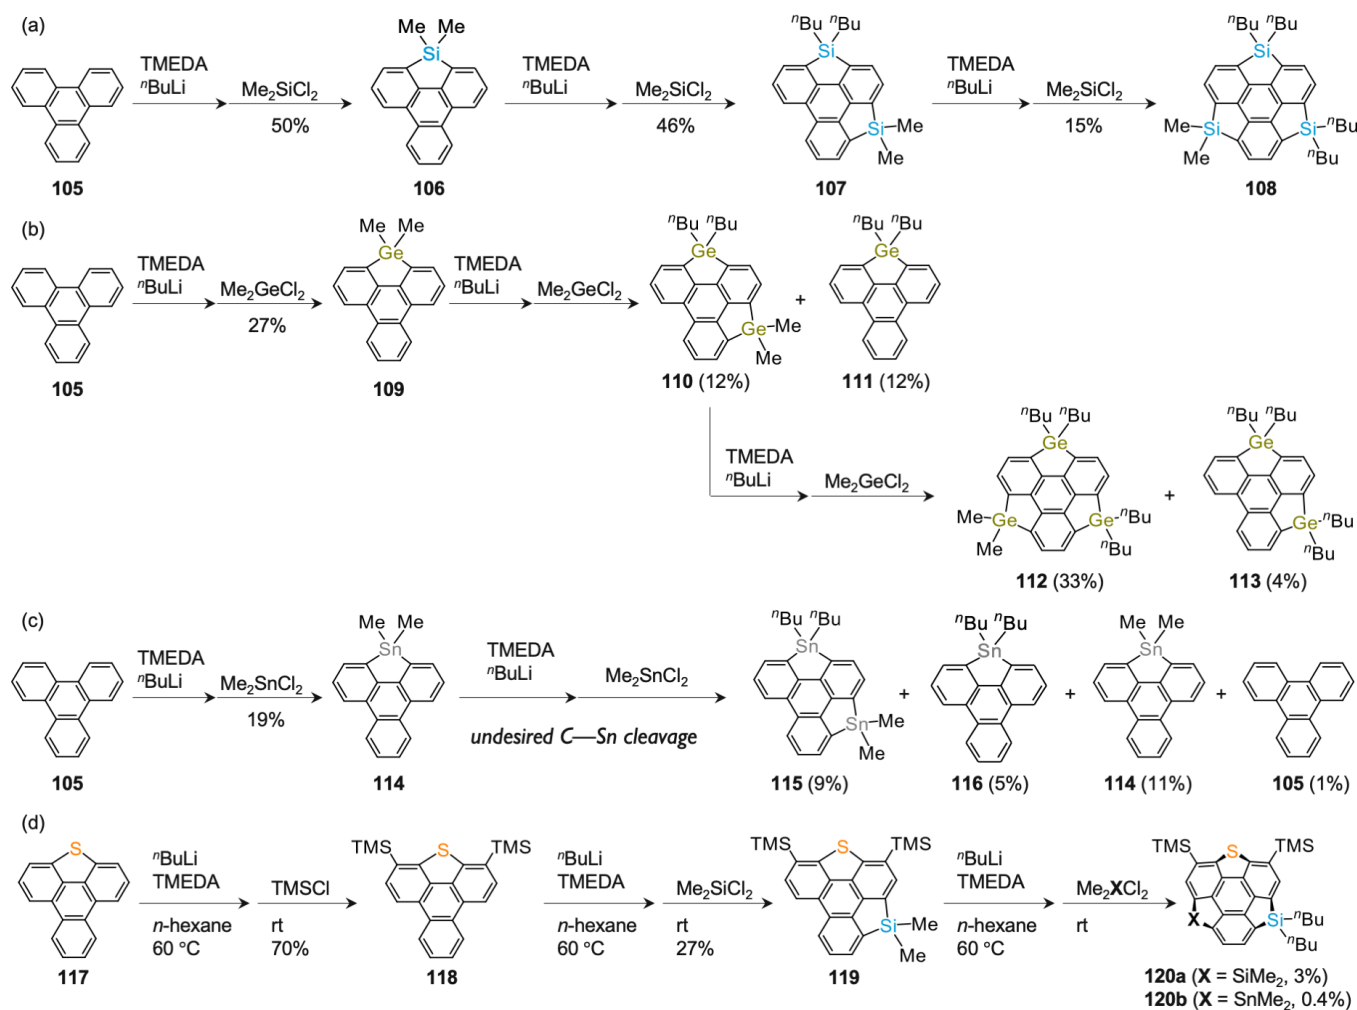 (a)
Me Me
Si
TMEDA
ⁿBuLi
Me₂SiCl₂
50%
TMEDA
ⁿBuLi
Me₂SiCl₂
46%
ⁿBu ⁿBu
Si
Si Me
Me
TMEDA
ⁿBuLi
Me₂SiCl₂
15%
ⁿBu ⁿBu
Si
Me Si
Me
Si ⁿBu
ⁿBu
105
106
107
108
(b)
Me Me
Ge
TMEDA
ⁿBuLi
Me₂GeCl₂
27%
TMEDA
ⁿBuLi
Me₂GeCl₂
ⁿBu ⁿBu
Ge
Ge Me
Me
+
ⁿBu ⁿBu
Ge
105
109
110 (12%)
111 (12%)
TMEDA
ⁿBuLi
Me₂GeCl₂
ⁿBu ⁿBu
Ge
Me Ge
Me
Ge ⁿBu
ⁿBu
+
ⁿBu ⁿBu
Ge
Ge ⁿBu
ⁿBu
112 (33%)
113 (4%)
(c)
Me Me
Sn
TMEDA
ⁿBuLi
Me₂SnCl₂
19%
TMEDA
ⁿBuLi
Me₂SnCl₂
undesired C—Sn cleavage
ⁿBu ⁿBu
Sn
Sn Me
Me
+
ⁿBu ⁿBu
Sn
+
Me Me
Sn
+
105
114
115 (9%)
116 (5%)
114 (11%)
105 (1%)
(d)
S
ⁿBuLi
TMEDA
n-hexane
60 °C
TMSCl
rt
70%
TMS S TMS
ⁿBuLi
TMEDA
n-hexane
60 °C
Me₂SiCl₂
rt
27%
TMS S TMS
Si Me
Me
ⁿBuLi
TMEDA
n-hexane
60 °C
Me₂XCl₂
rt
TMS S TMS
X
Si ⁿBu
ⁿBu
117
118
119
120a (X = SiMe₂, 3%)
120b (X = SnMe₂, 0.4%)